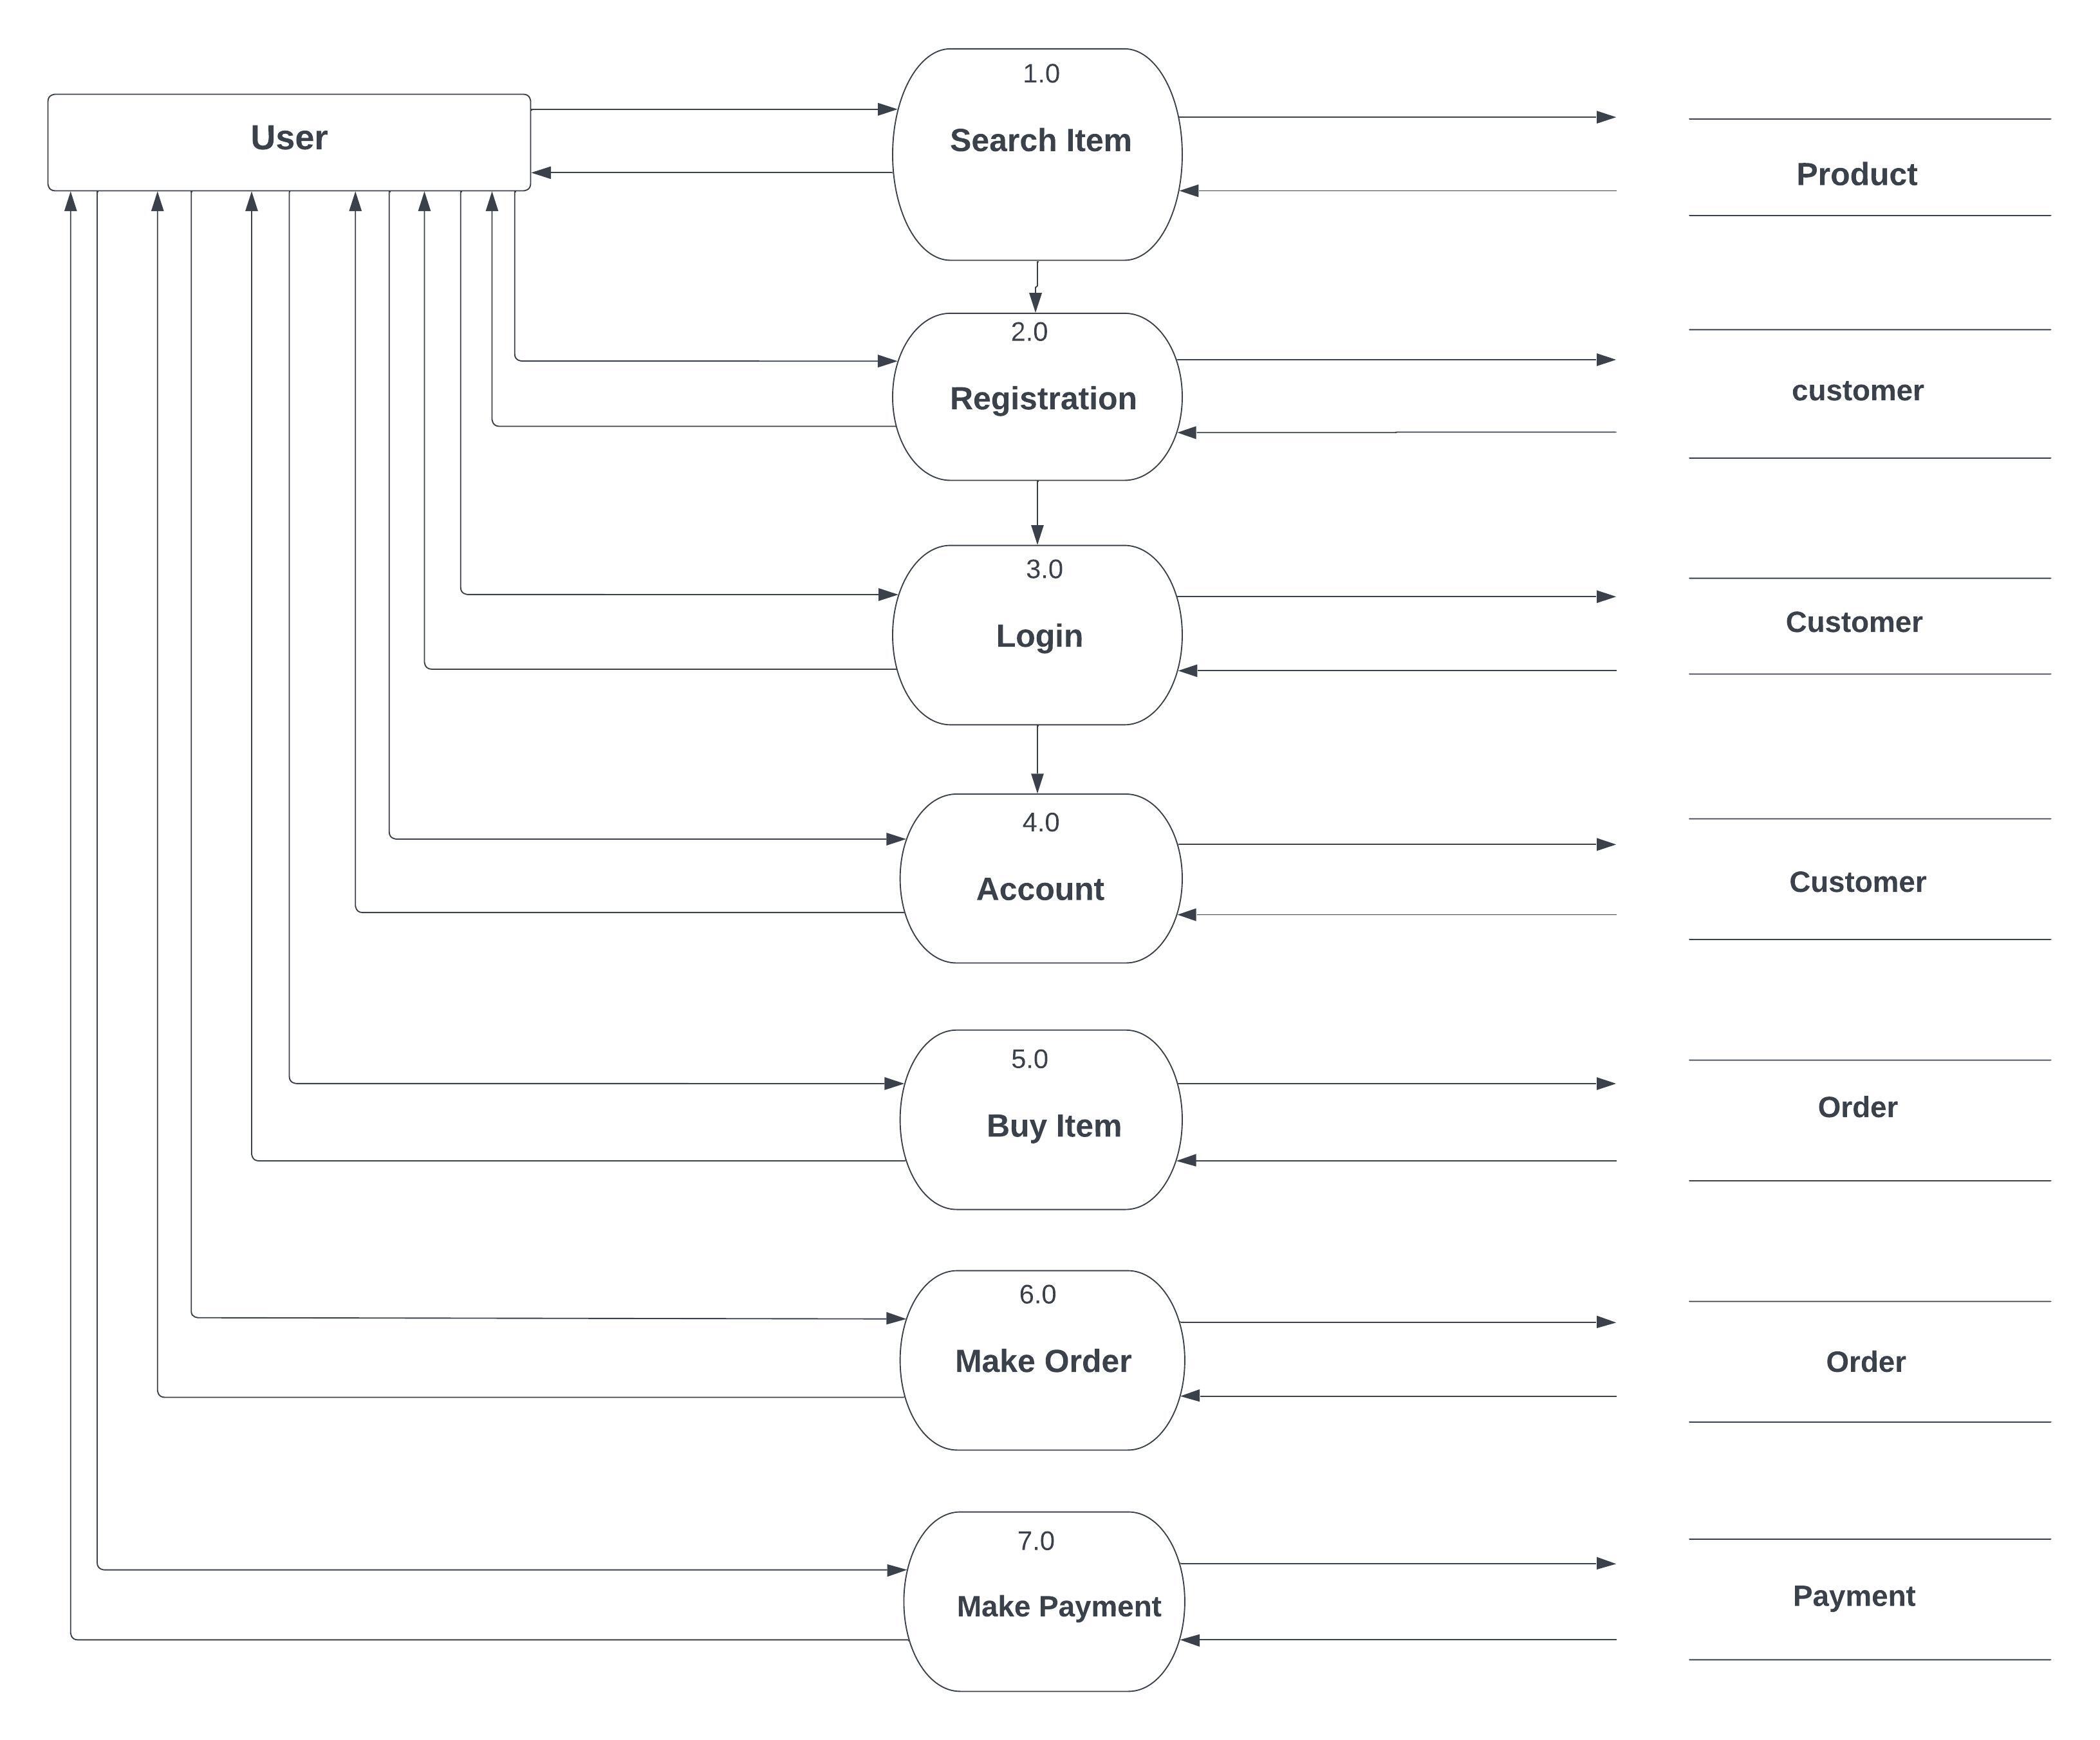 User
1.0
Search Item
Product
2.0
Registration
customer
3.0
Login
Customer
4.0
Account
Customer
5.0
Buy Item
Order
6.0
Make Order
Order
7.0
Make Payment
Payment